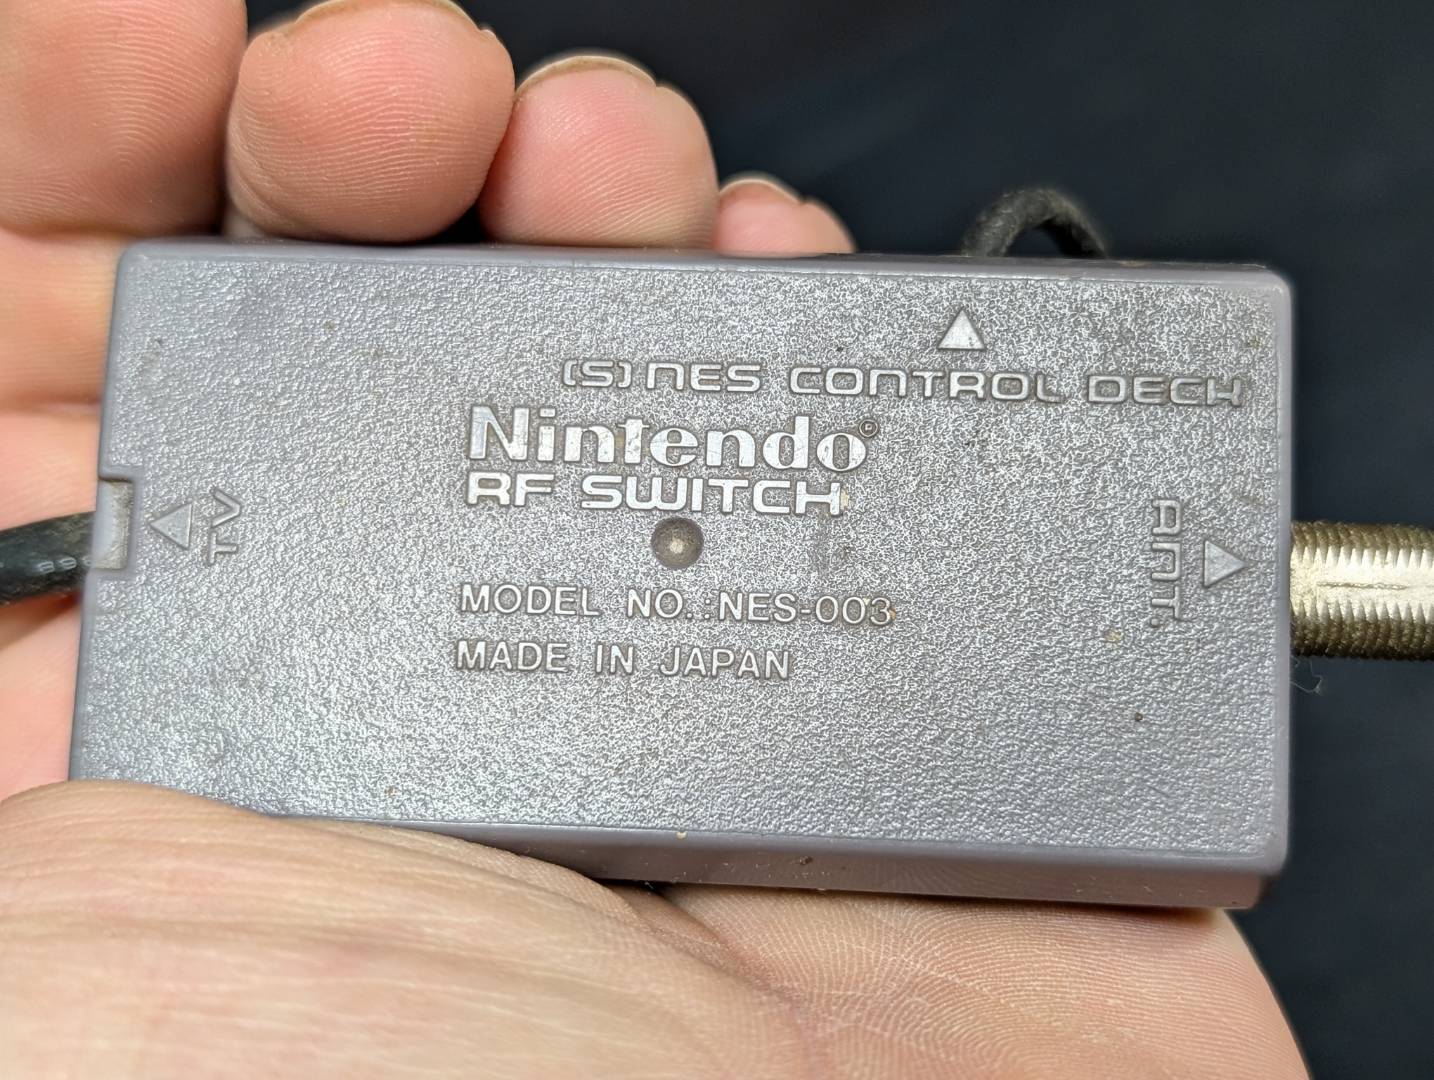 (S) NES CONTROL DECK
Nintendo®
RF SWITCH
TV
ANT.
MODEL NO.:NES-003
MADE IN JAPAN